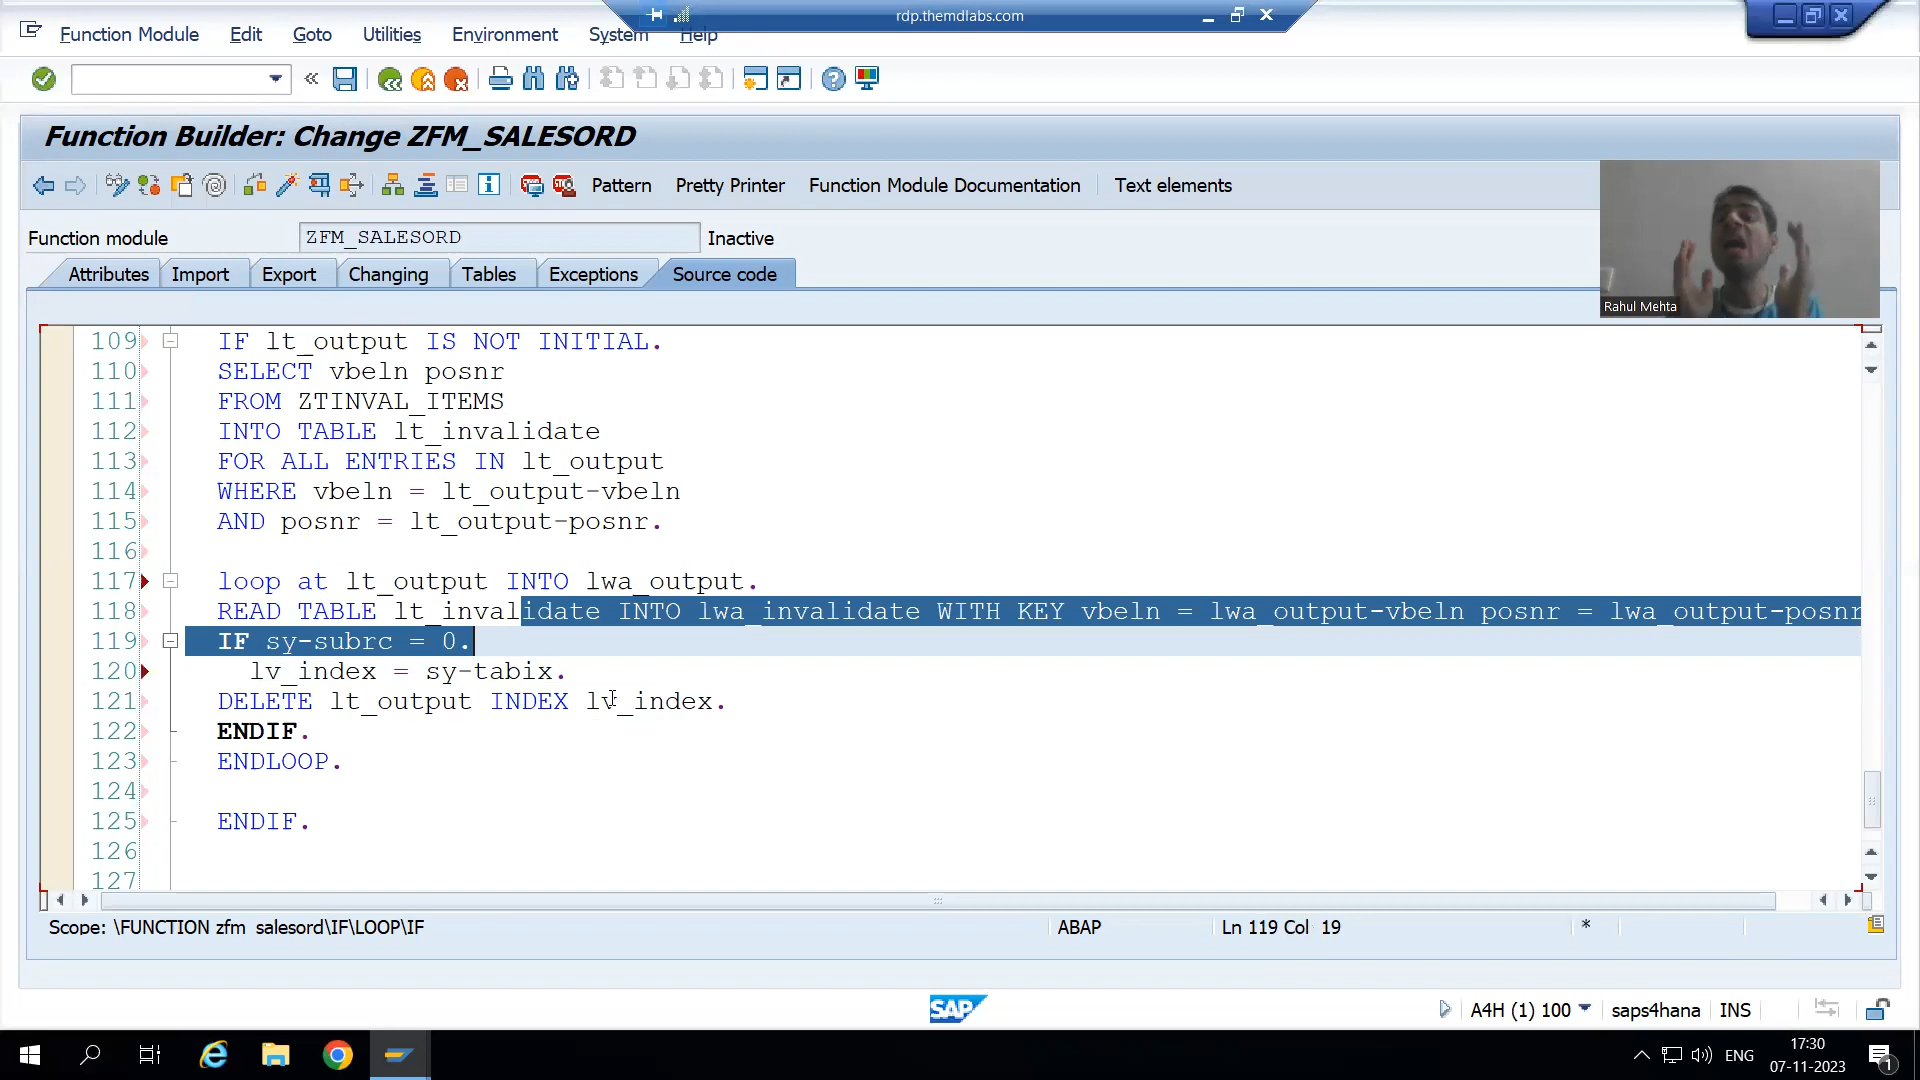 rdp.themdlabs.com
Function Module Edit Goto Utilities Environment System Help
Function Builder: Change ZFM_SALESORD
Pattern Pretty Printer Function Module Documentation Text elements
Function module ZFM_SALESORD Inactive
Attributes Import Export Changing Tables Exceptions Source code
Rahul Mehta
109 IF lt_output IS NOT INITIAL.
110 SELECT vbeln posnr
111 FROM ZTINVAL_ITEMS
112 INTO TABLE lt_invalidate
113 FOR ALL ENTRIES IN lt_output
114 WHERE vbeln = lt_output-vbeln
115 AND posnr = lt_output-posnr.
116
117 loop at lt_output INTO lwa_output.
118 READ TABLE lt_invalidate INTO lwa_invalidate WITH KEY vbeln = lwa_output-vbeln posnr = lwa_output-posnr
119 IF sy-subrc = 0.
120 lv_index = sy-tabix.
121 DELETE lt_output INDEX lv_index.
122 ENDIF.
123 ENDLOOP.
124
125 ENDIF.
126
127
Scope: \FUNCTION zfm_salesord\IF\LOOP\IF ABAP Ln 119 Col 19 *
SAP A4H (1) 100 saps4hana INS
ENG 17:30
07-11-2023
1